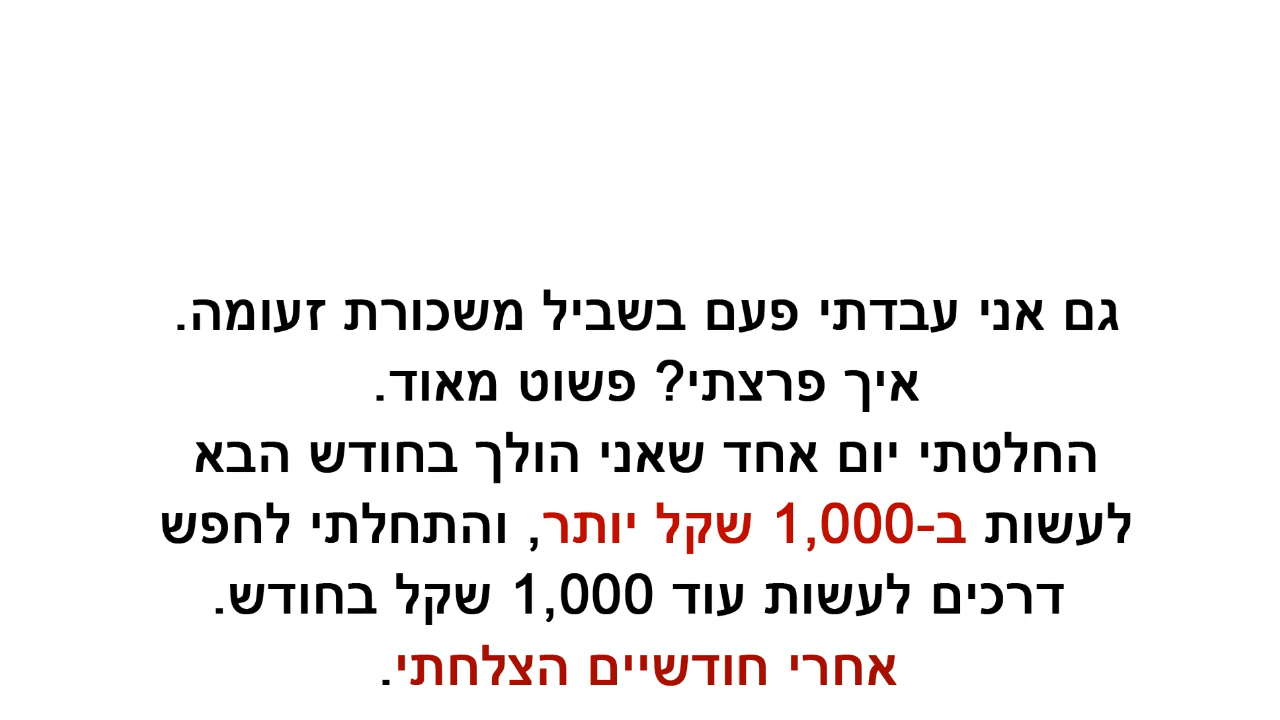 גם אני עבדתי פעם בשביל משכורת זעומה.
איך פרצתי? פשוט מאוד.
החלטתי יום אחד שאני הולך בחודש הבא
לעשות ב-1,000 שקל יותר, והתחלתי לחפש
דרכים לעשות עוד 1,000 שקל בחודש.
אחרי חודשיים הצלחתי.